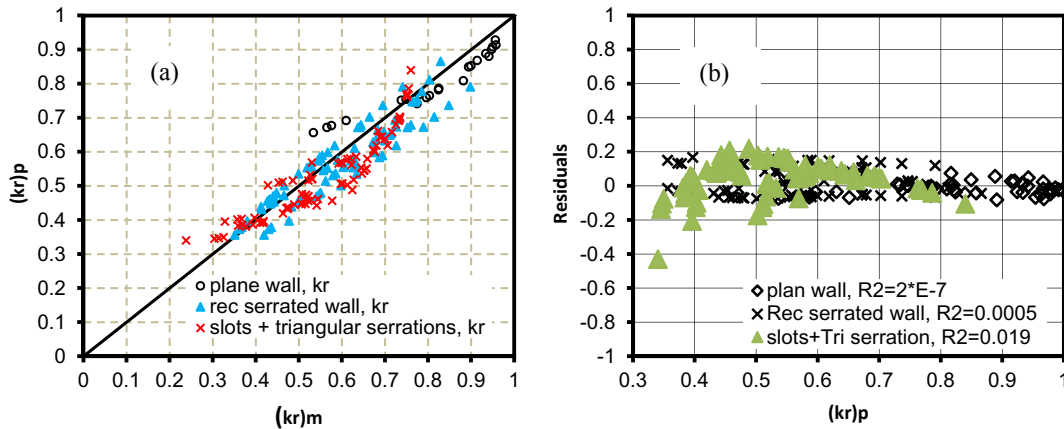 1
0.9
0.8
0.7
0.6
0.5
0.4
0.3
0.2
0.1
0
(kr)p
(a)
plane wall, kr
rec serrated wall, kr
slots + triangular serrations, kr
0 0.1 0.2 0.3 0.4 0.5 0.6 0.7 0.8 0.9 1
(kr)m
1
0.8
0.6
0.4
0.2
0
-0.2
-0.4
-0.6
-0.8
-1
Residuals
(b)
plan wall, R2=2*E-7
Rec serrated wall, R2=0.0005
slots+Tri serration, R2=0.019
0.3 0.4 0.5 0.6 0.7 0.8 0.9 1
(kr)p